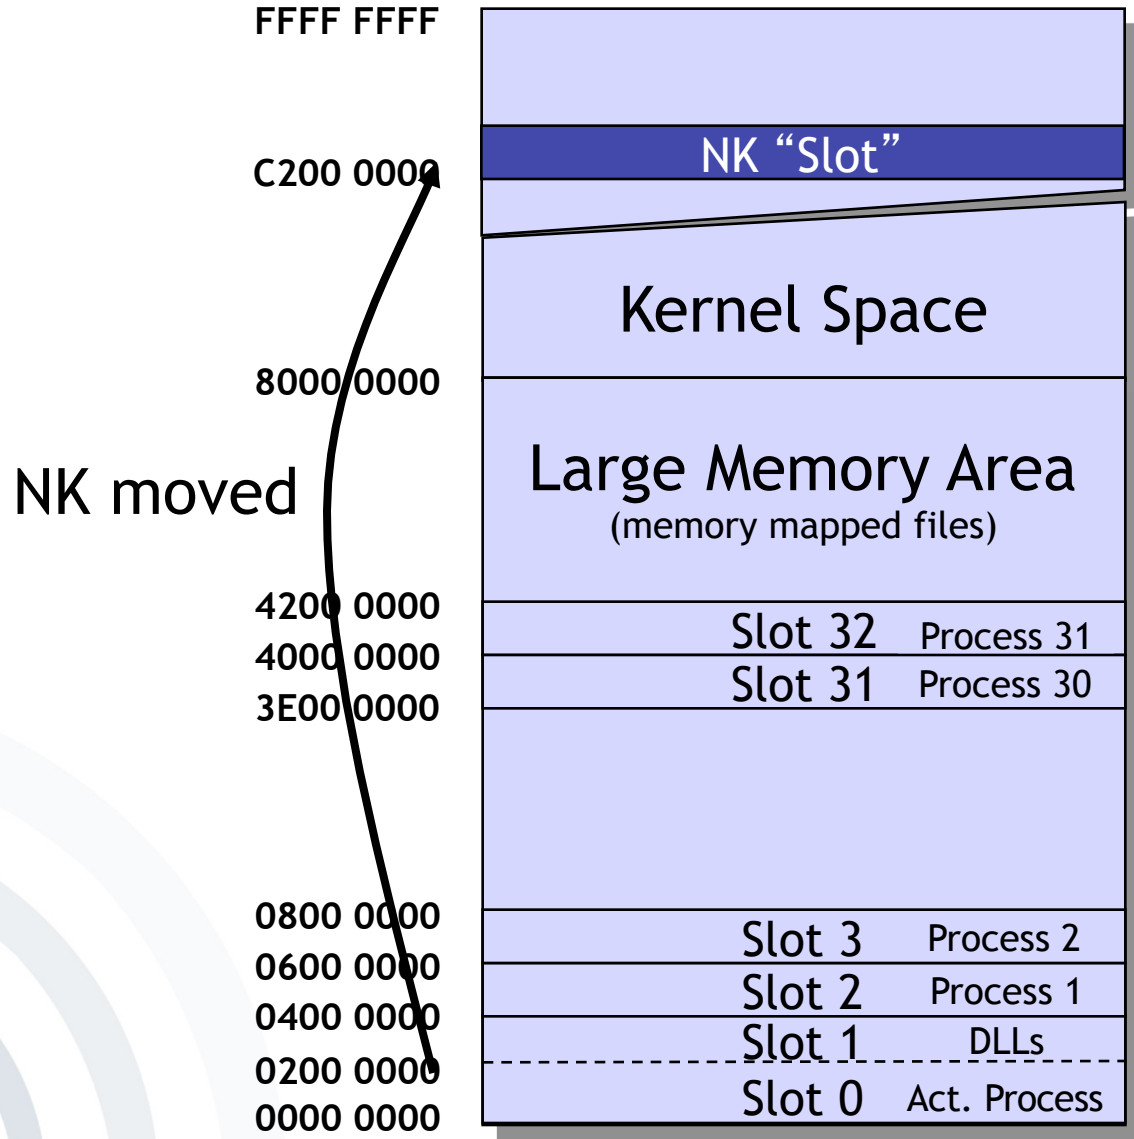 FFFF FFFF
NK “Slot”
C200 0000
Kernel Space
8000 0000
Large Memory Area
NK moved
(memory mapped files)
4200 0000
Slot 32 Process 31
4000 0000
Slot 31 Process 30
3E00 0000
0800 0000
Slot 3 Process 2
0600 0000
Slot 2 Process 1
0400 0000
Slot 1 DLLs
0200 0000
Slot 0 Act. Process
0000 0000